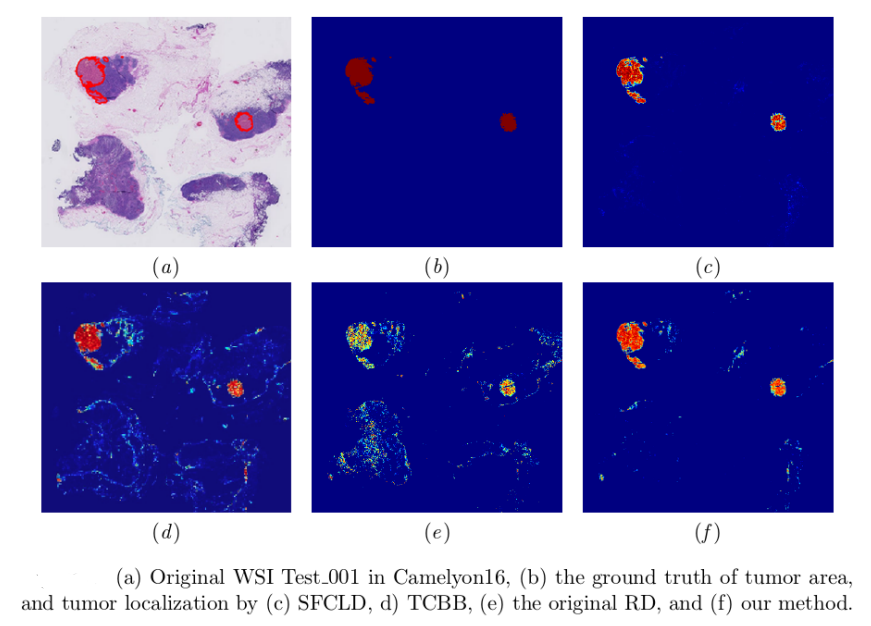 (a)
(b)
(c)
(d)
(e)
(f)
(a) Original WSI Test_001 in Camelyon16, (b) the ground truth of tumor area,
and tumor localization by (c) SFCLD, d) TCBB, (e) the original RD, and (f) our method.